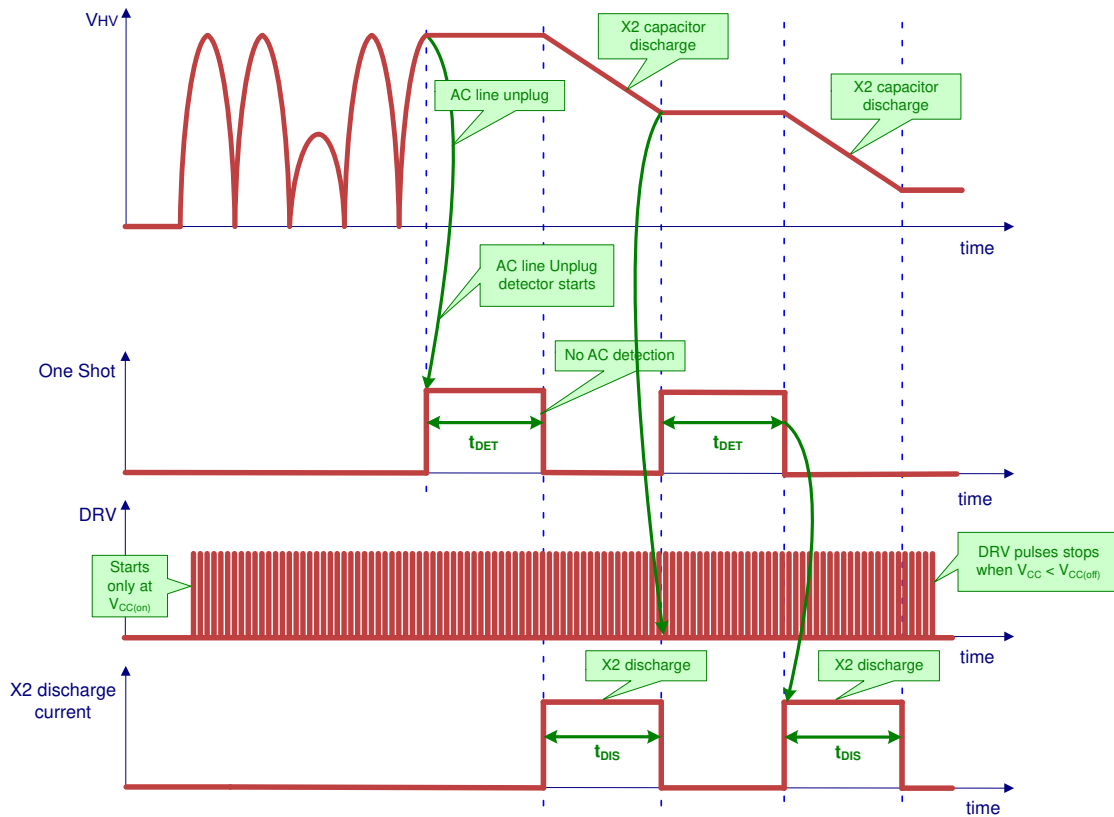 VHV
X2 capacitor
discharge
X2 capacitor
discharge
AC line unplug
time
AC line Unplug
detector starts
One Shot
No AC detection
tDET
tDET
time
DRV
Starts
only at
VCC(on)
DRV pulses stops
when VCC < VCC(off)
time
X2 discharge
X2 discharge
X2 discharge
current
tDIS
tDIS
time